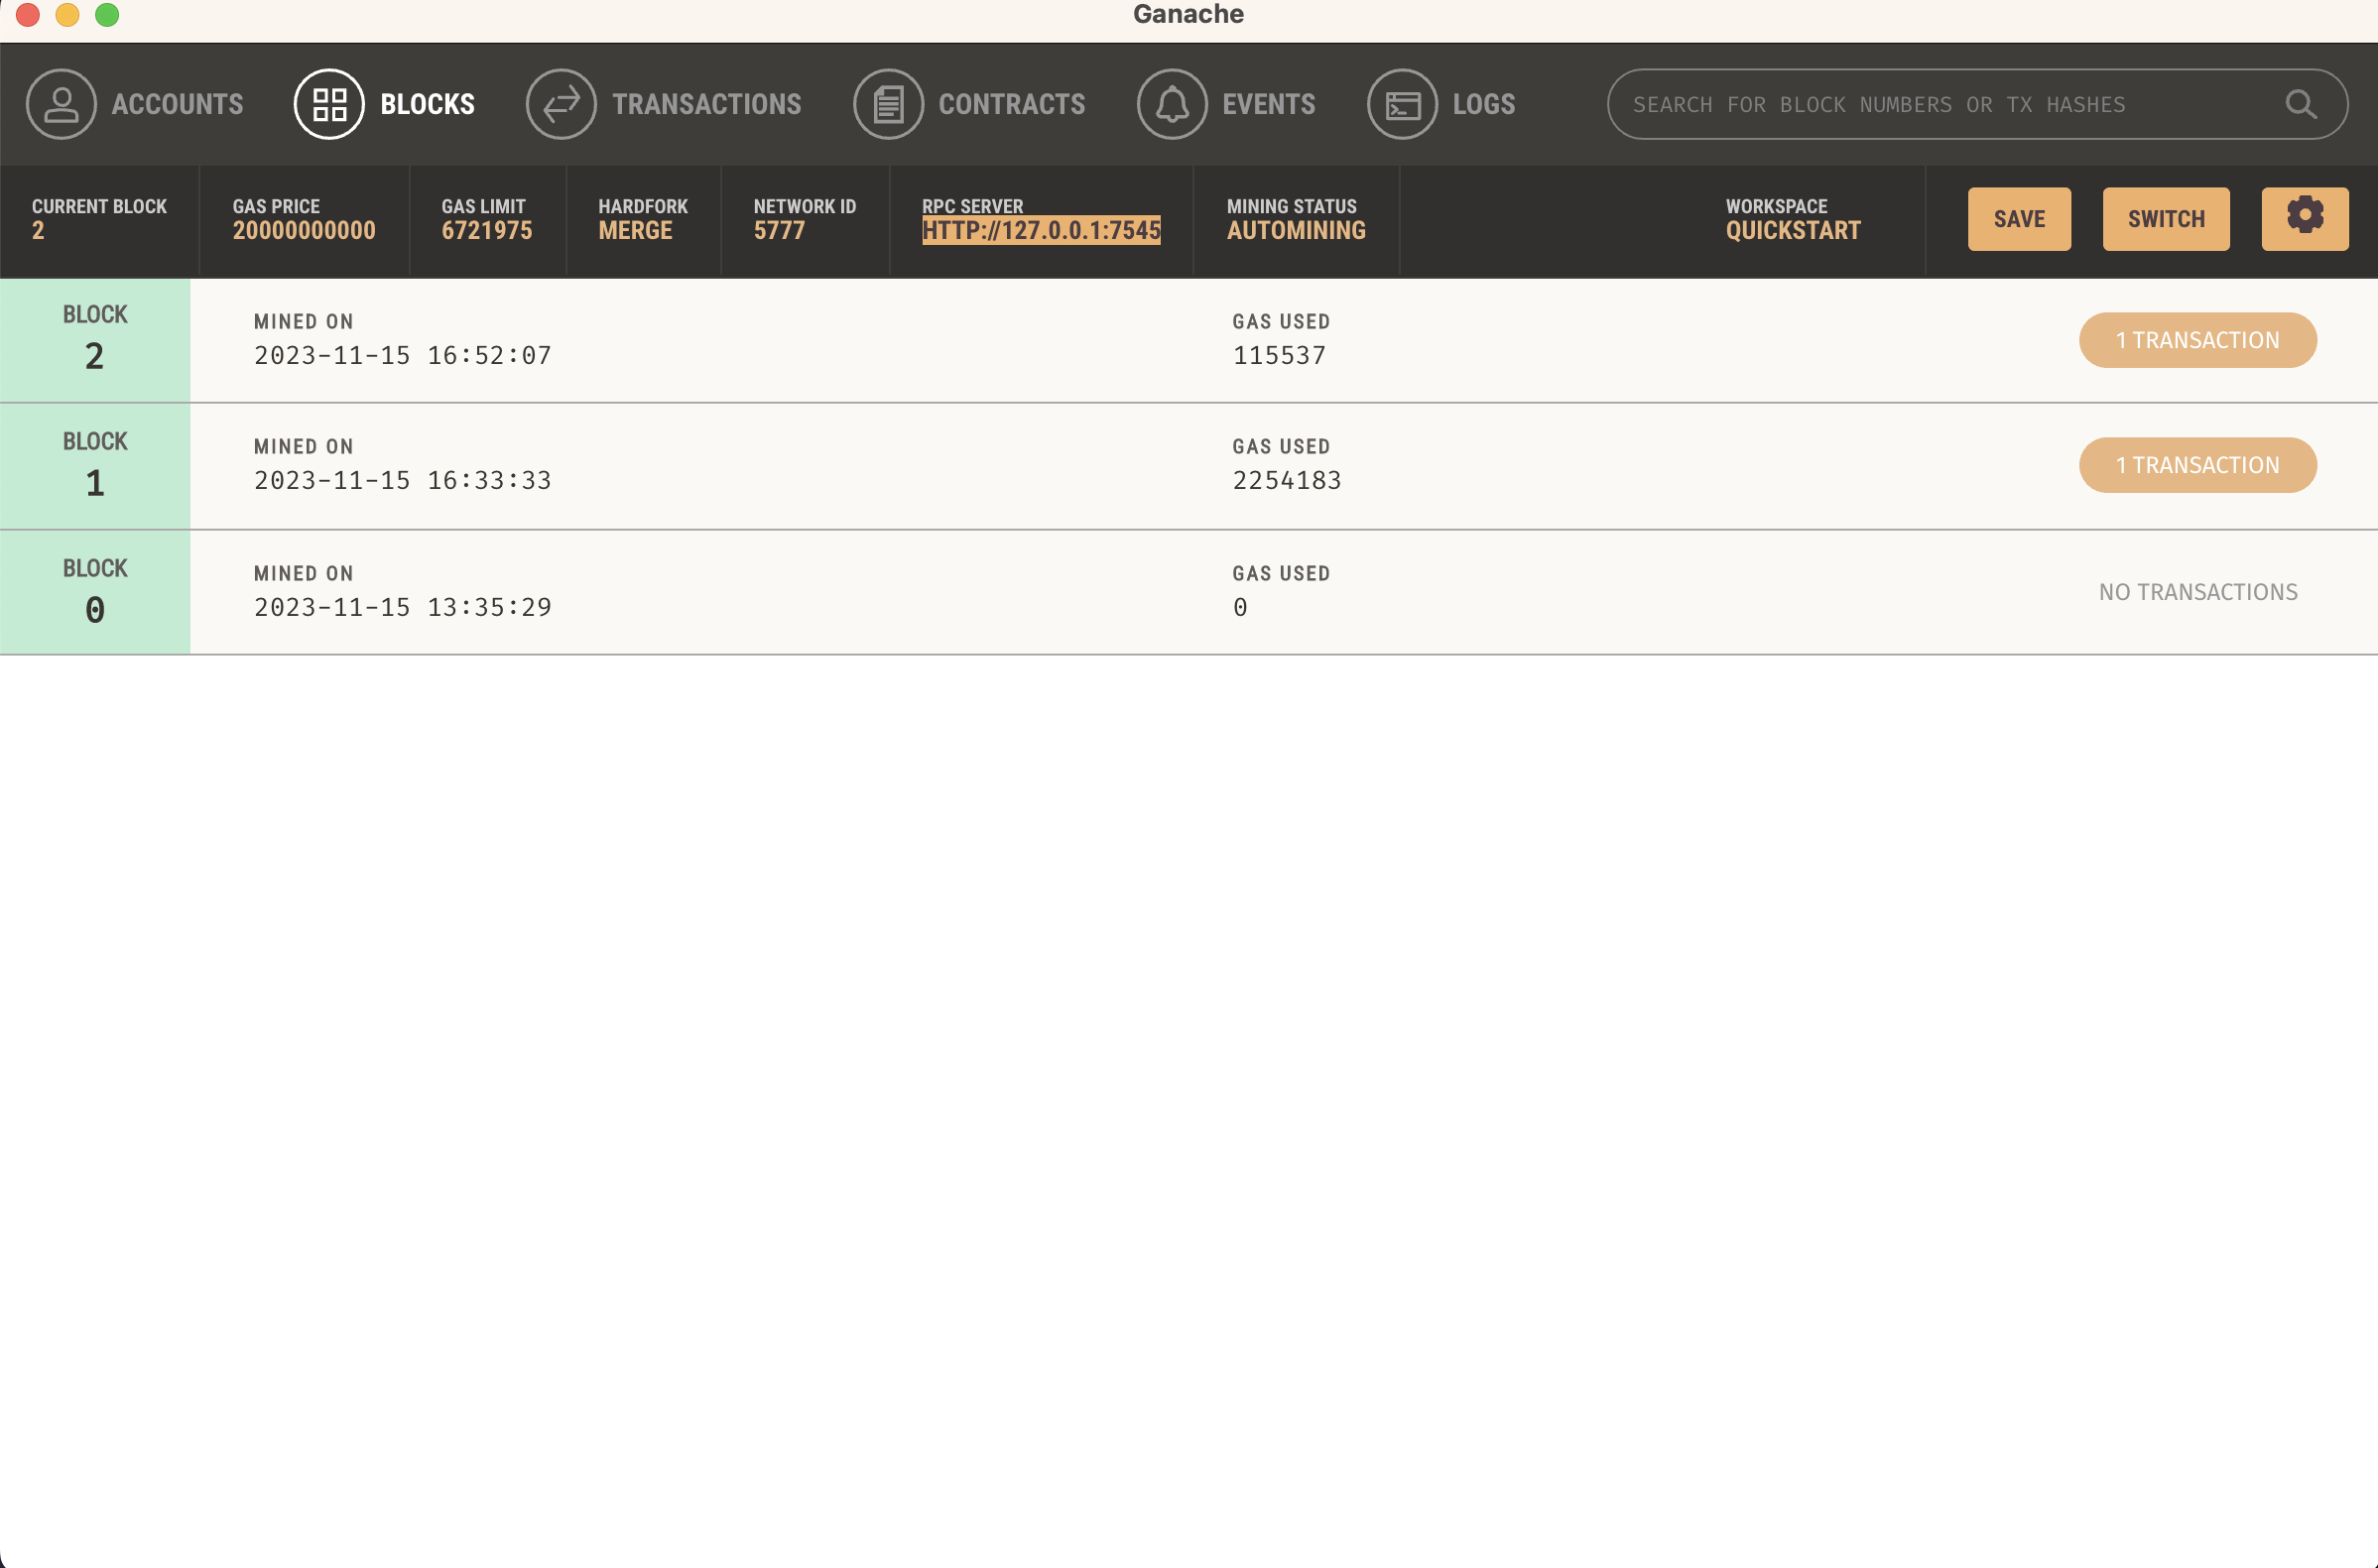 Ganache
ACCOUNTS BLOCKS TRANSACTIONS CONTRACTS EVENTS LOGS SEARCH FOR BLOCK NUMBERS OR TX HASHES
CURRENT BLOCK GAS PRICE GAS LIMIT HARDFORK NETWORK ID RPC SERVER MINING STATUS WORKSPACE
2 20000000000 6721975 MERGE 5777 HTTP://127.0.0.1:7545 AUTOMINING QUICKSTART SAVE SWITCH
BLOCK MINED ON GAS USED
2 2023-11-15 16:52:07 115537 1 TRANSACTION
BLOCK MINED ON GAS USED
1 2023-11-15 16:33:33 2254183 1 TRANSACTION
BLOCK MINED ON GAS USED
0 2023-11-15 13:35:29 0 NO TRANSACTIONS